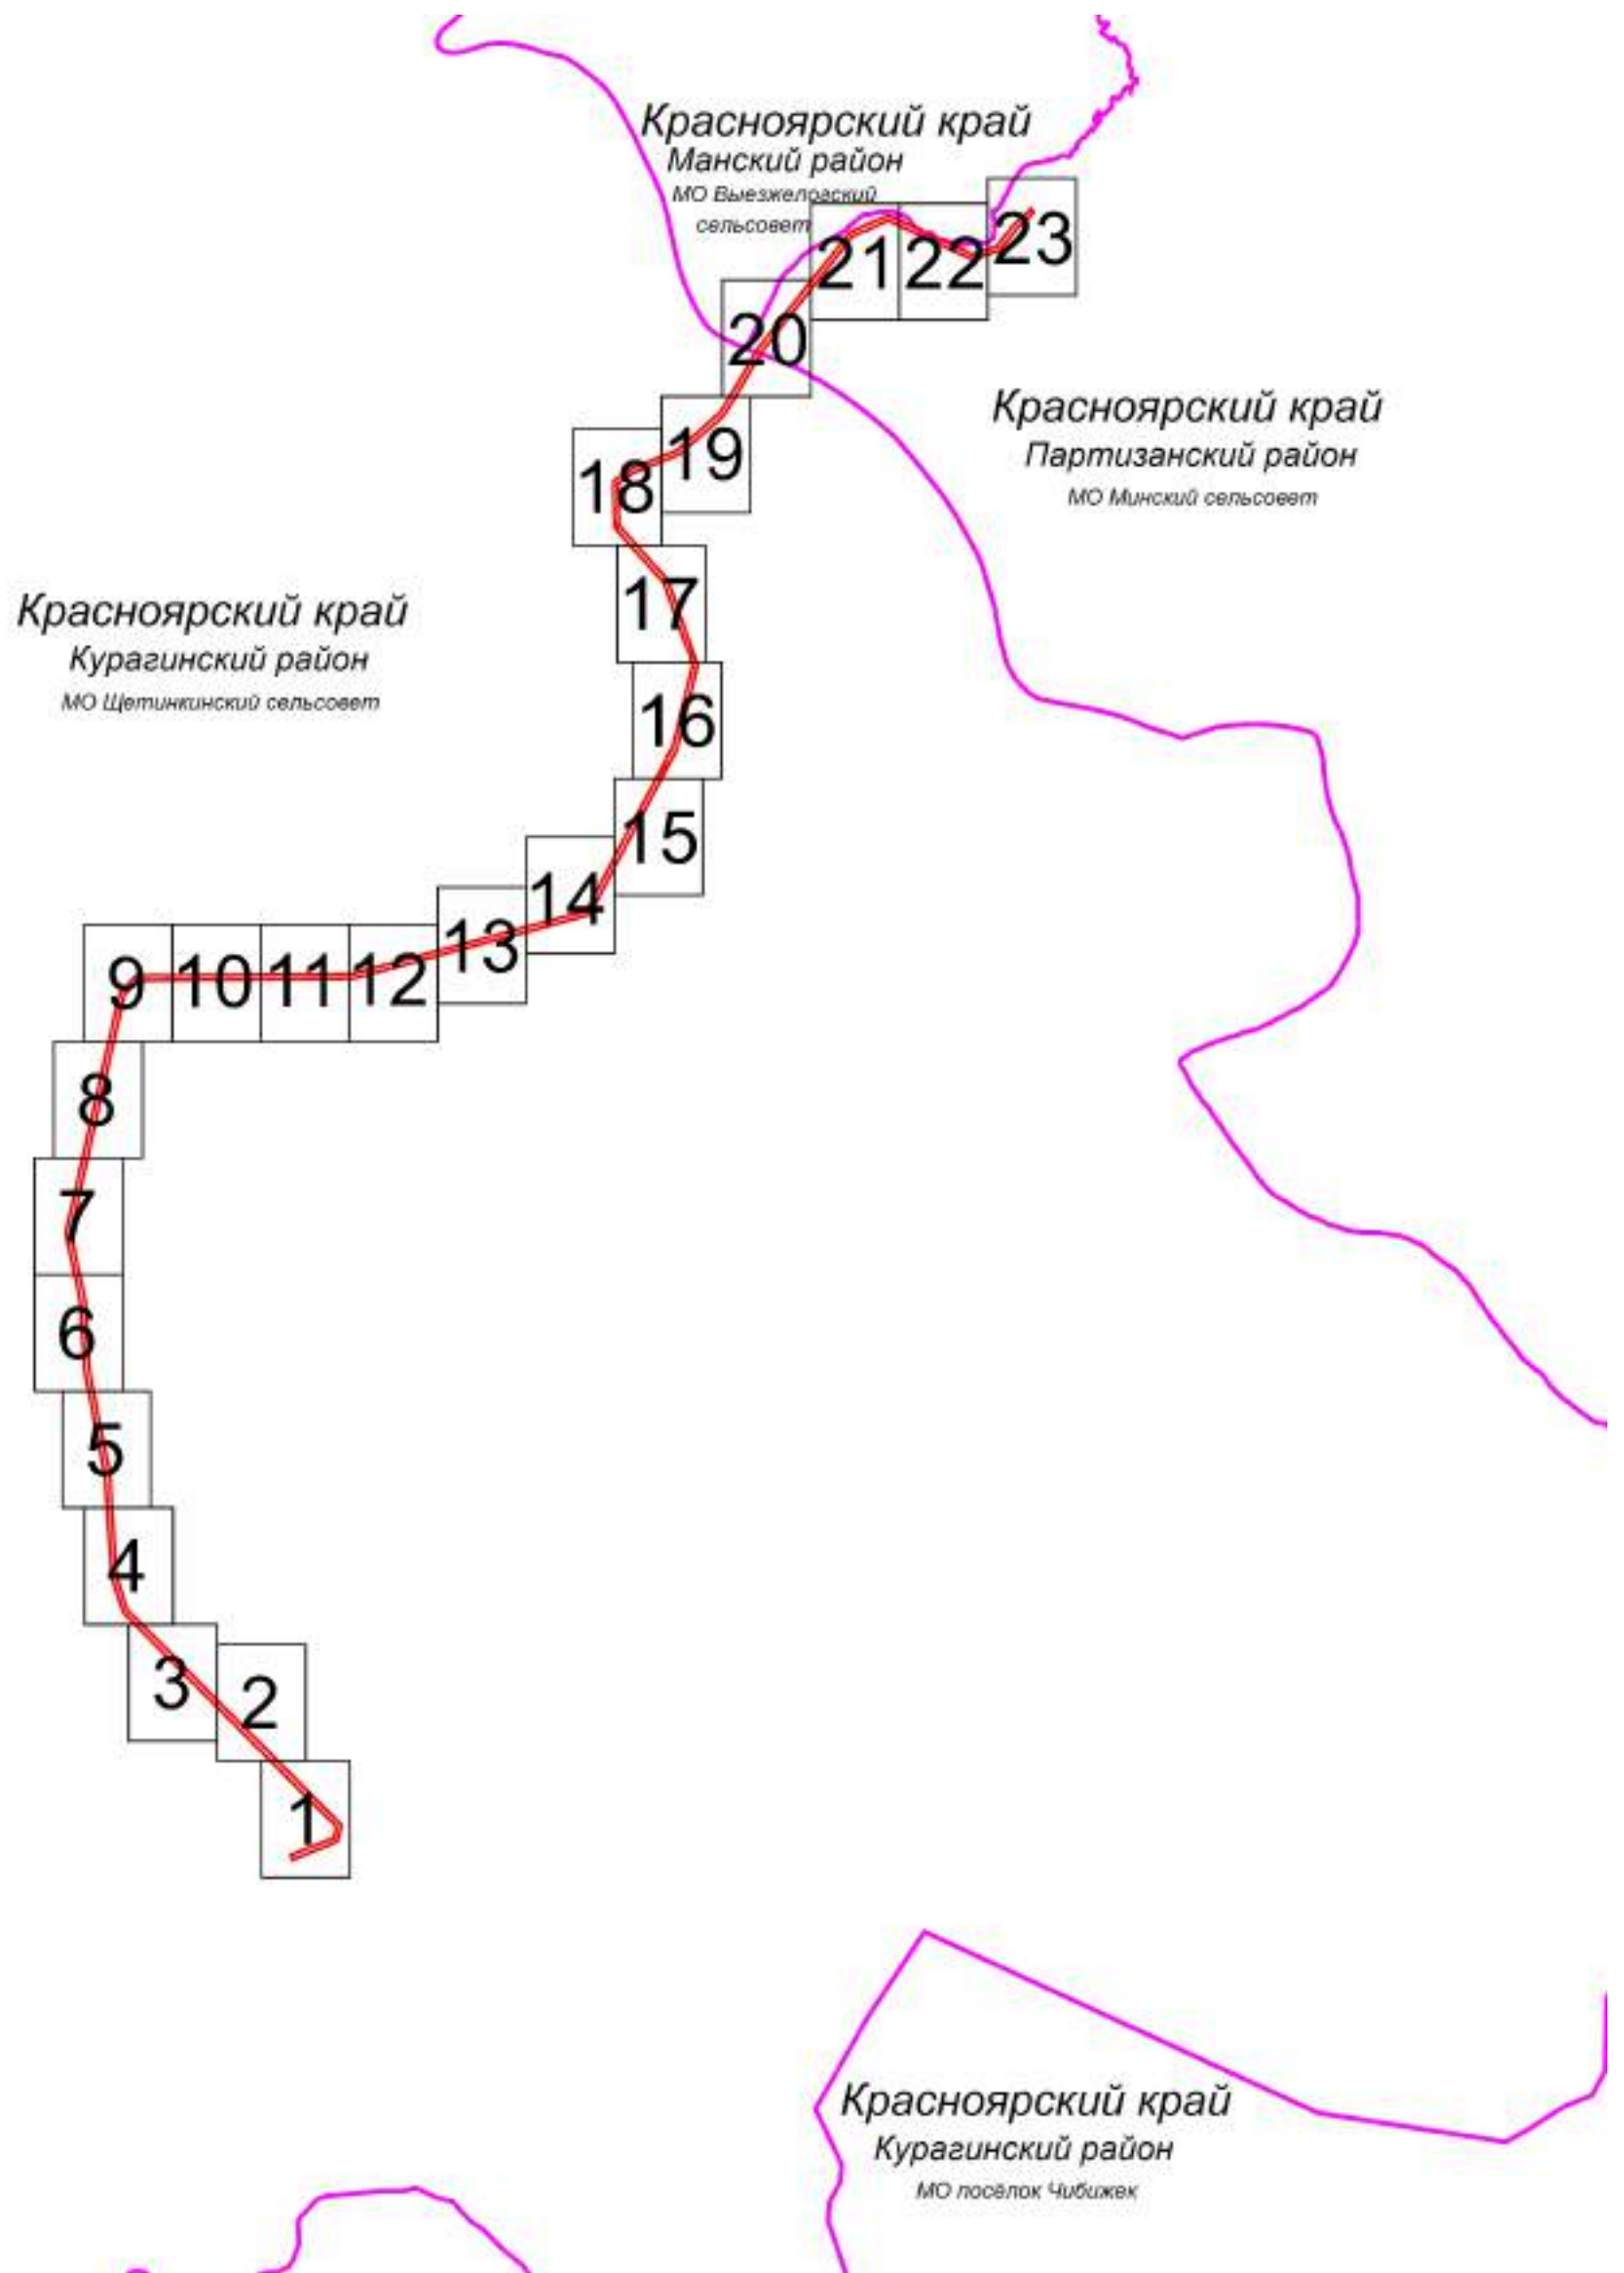 Красноярский край
Манский район
МО Выезжелогский
сельсовет
23
21
22
20
Красноярский край
Партизанский район
МО Минский сельсовет
19
18
17
Красноярский край
Курагинский район
МО Щетинкинский сельсовет
16
15
14
13
9
10
11
12
8
7
6
5
4
3
2
1
Красноярский край
Курагинский район
МО посёлок Чибижек